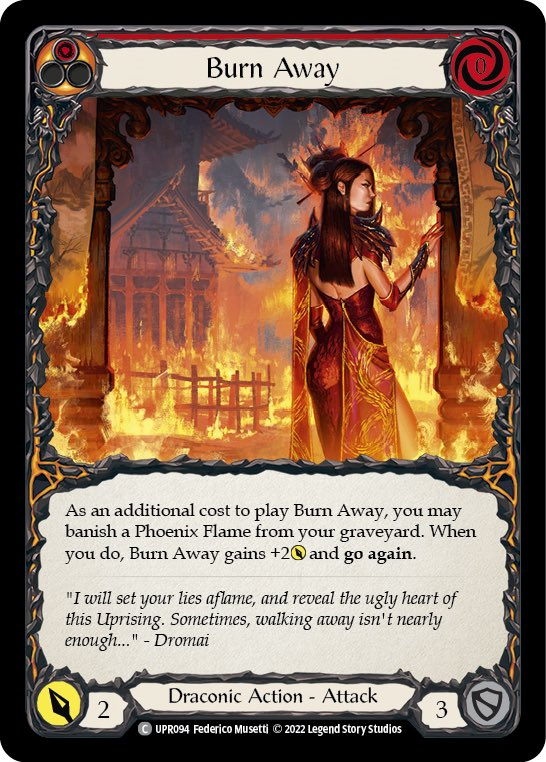 Burn Away
0
As an additional cost to play Burn Away, you may
banish a Phoenix Flame from your graveyard. When
you do, Burn Away gains +2 and go again.
"I will set your lies aflame, and reveal the ugly heart of
this Uprising. Sometimes, walking away isn't nearly
enough..." - Dromai
2
Draconic Action - Attack
3
C UPR094 Federico Musetti © 2022 Legend Story Studios